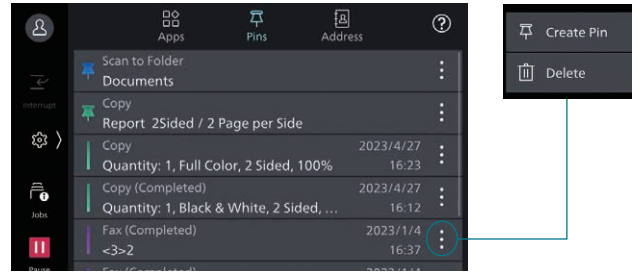 Apps
Pins
Address
Create Pin
Delete
Interrupt
Jobs
Pause
Scan to Folder
Documents
Copy
Report 2Sided / 2 Page per Side
Copy 2023/4/27
Quantity: 1, Full Color, 2 Sided, 100% 16:23
Copy (Completed) 2023/4/27
Quantity: 1, Black & White, 2 Sided, ... 16:12
Fax (Completed) 2023/1/4
<3>2 16:37